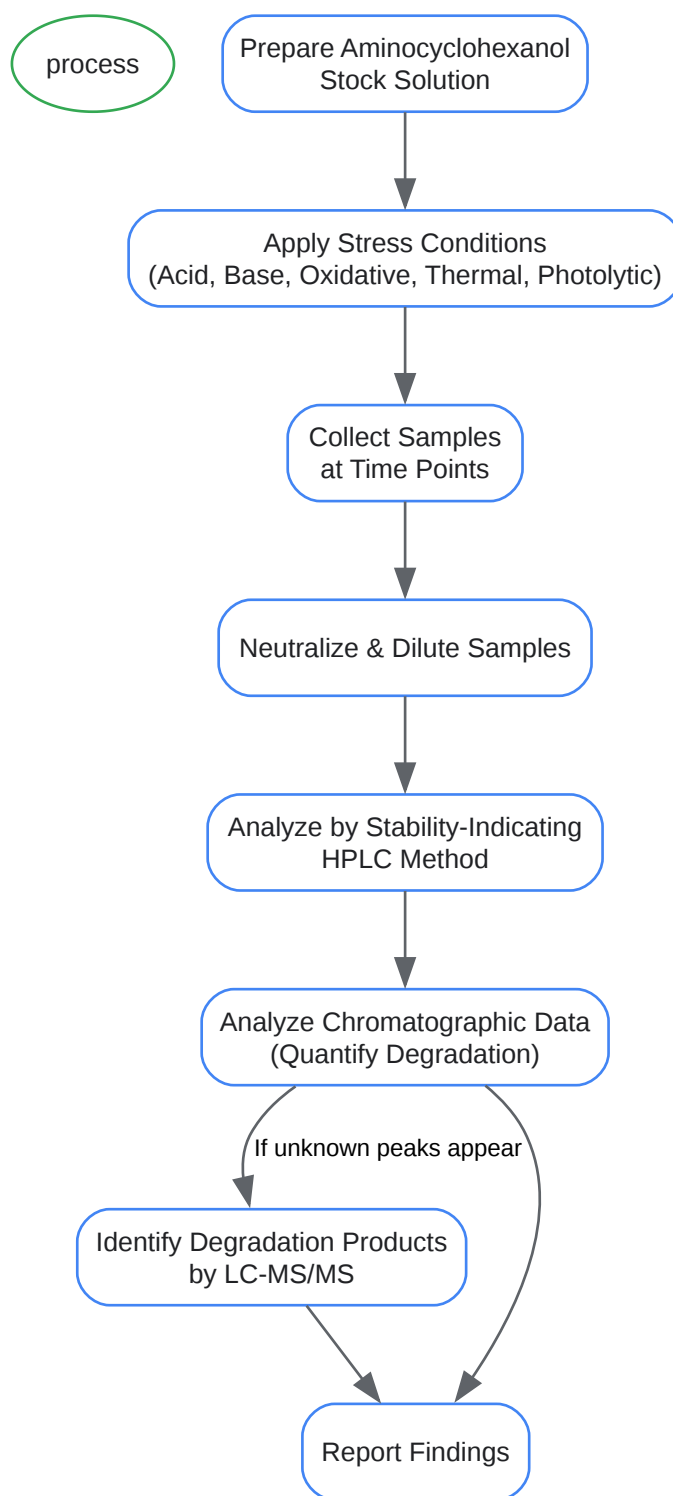 process
Prepare Aminocyclohexanol
Stock Solution
Apply Stress Conditions
(Acid, Base, Oxidative, Thermal, Photolytic)
Collect Samples
at Time Points
Neutralize & Dilute Samples
Analyze by Stability-Indicating
HPLC Method
Analyze Chromatographic Data
(Quantify Degradation)
If unknown peaks appear
Identify Degradation Products
by LC-MS/MS
Report Findings